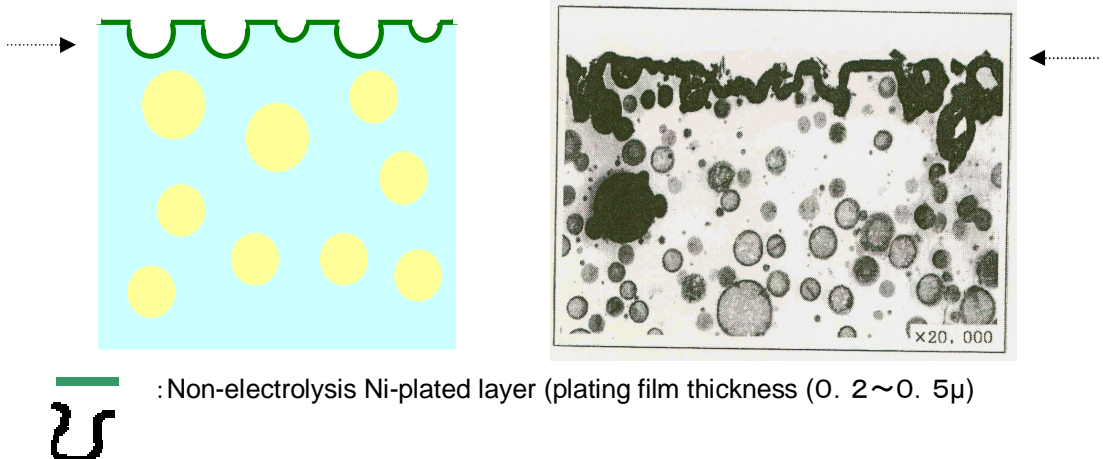 ×20, 000
:Non-electrolysis Ni-plated layer (plating film thickness (0. 2～0. 5μ)